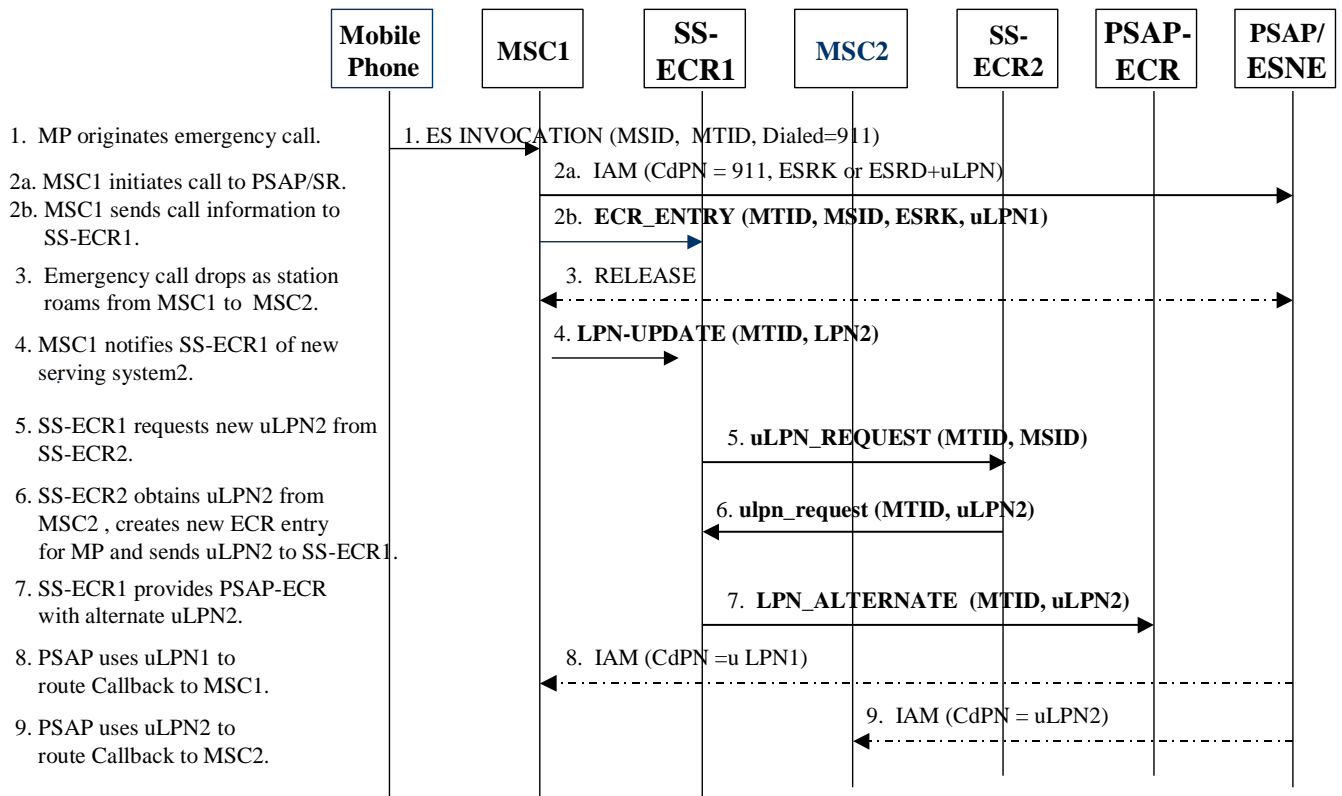 Mobile
Phone
MSC1
SS-
ECR1
MSC2
SS-
ECR2
PSAP-
ECR
PSAP/
ESNE
1. MP originates emergency call.
1. ES INVOCATION (MSID, MTID, Dialed=911)
2a. MSC1 initiates call to PSAP/SR.
2a. IAM (CdPN = 911, ESRK or ESRD+uLPN)
2b. MSC1 sends call information to
SS-ECR1.
2b. ECR_ENTRY (MTID, MSID, ESRK, uLPN1)
3. Emergency call drops as station
roams from MSC1 to MSC2.
3. RELEASE
4. MSC1 notifies SS-ECR1 of new
serving system2.
4. LPN-UPDATE (MTID, LPN2)
5. SS-ECR1 requests new uLPN2 from
SS-ECR2.
5. uLPN_REQUEST (MTID, MSID)
6. SS-ECR2 obtains uLPN2 from
MSC2 , creates new ECR entry
for MP and sends uLPN2 to SS-ECR1.
6. ulpn_request (MTID, uLPN2)
7. SS-ECR1 provides PSAP-ECR
with alternate uLPN2.
7. LPN_ALTERNATE (MTID, uLPN2)
8. PSAP uses uLPN1 to
route Callback to MSC1.
8. IAM (CdPN =u LPN1)
9. PSAP uses uLPN2 to
route Callback to MSC2.
9. IAM (CdPN = uLPN2)